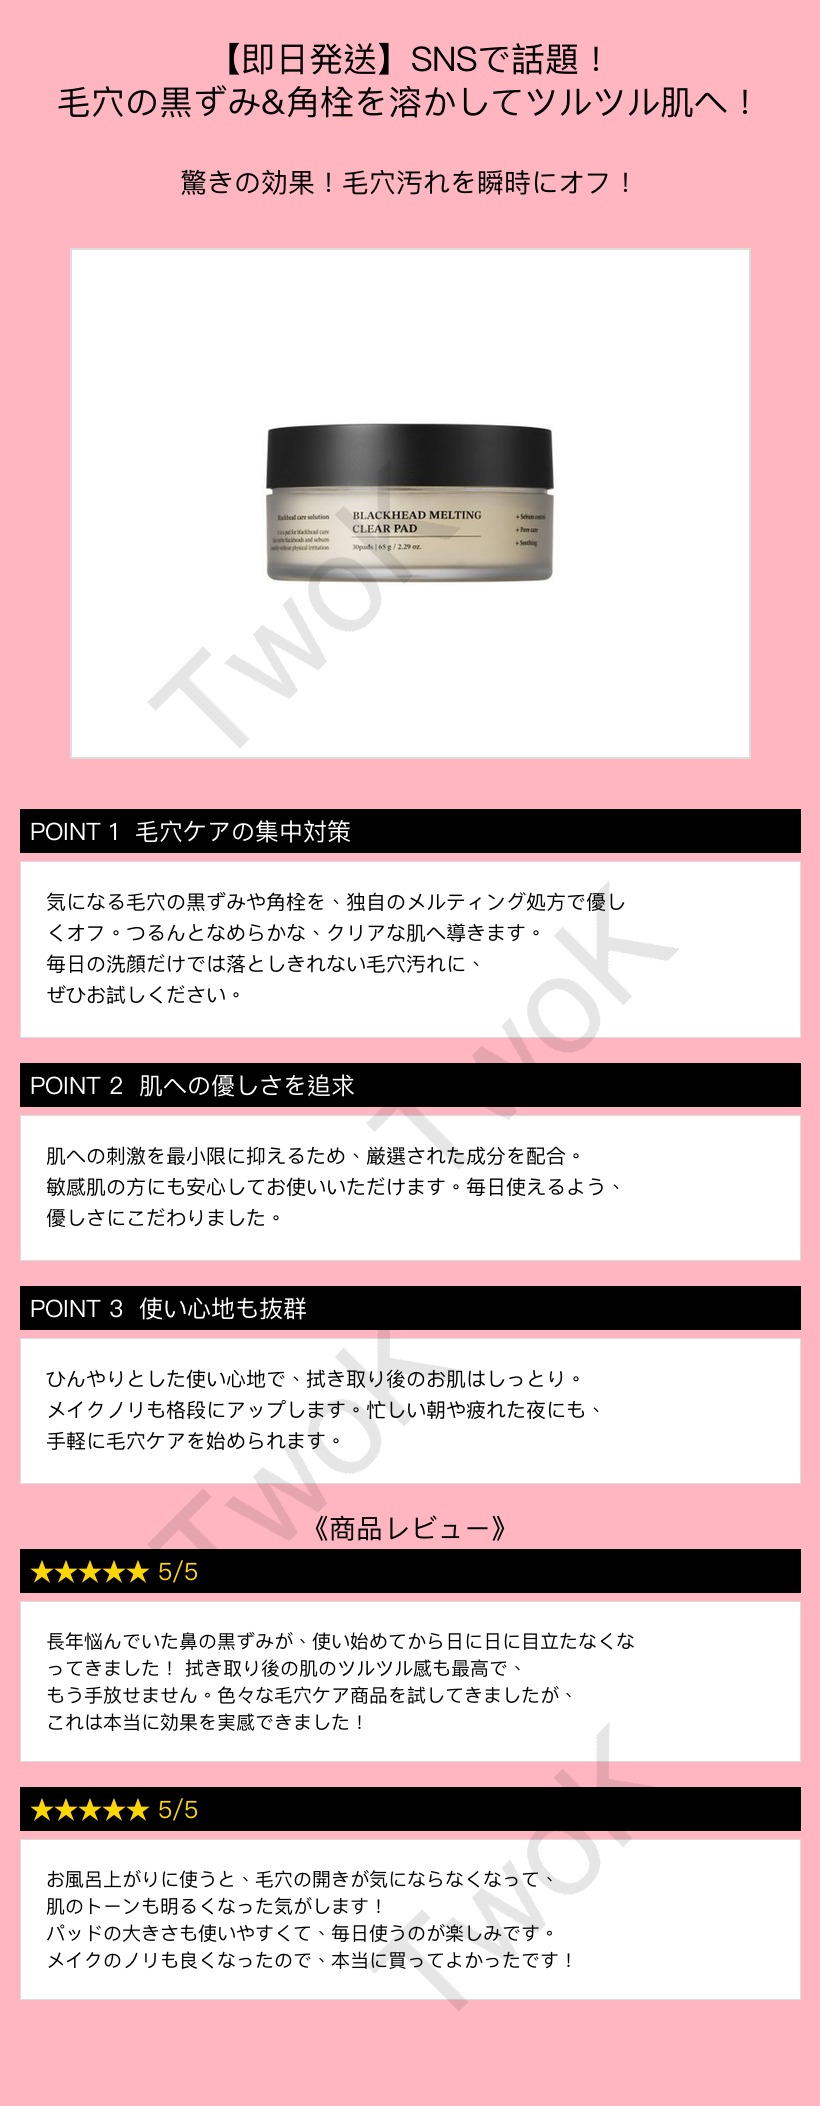 【即日発送】SNSで話題！
毛穴の黒ずみ&角栓を溶かしてツルツル肌へ！
驚きの効果！毛穴汚れを瞬時にオフ！
Blackhead care solution
BLACKHEAD MELTING
CLEAR PAD
30pads | 65 g / 2.29 oz.
+ Sebum control
+ Pore care
+ Soothing
is a pad for blackhead care
blackheads and sebum
without physical irritation
TwoK
POINT 1 毛穴ケアの集中対策
気になる毛穴の黒ずみや角栓を、独自のメルティング処方で優し
くオフ。つるんとなめらかな、クリアな肌へ導きます。
毎日の洗顔だけでは落としきれない毛穴汚れに、
ぜひお試しください。
TwoK
POINT 2 肌への優しさを追求
肌への刺激を最小限に抑えるため、厳選された成分を配合。
敏感肌の方にも安心してお使いいただけます。毎日使えるよう、
優しさにこだわりました。
POINT 3 使い心地も抜群
ひんやりとした使い心地で、拭き取り後のお肌はしっとり。
メイクノリも格段にアップします。忙しい朝や疲れた夜にも、
手軽に毛穴ケアを始められます。
TwoK
《商品レビュー》
★★★★★ 5/5
長年悩んでいた鼻の黒ずみが、使い始めてから日に日に目立たなくな
ってきました！ 拭き取り後の肌のツルツル感も最高で、
もう手放せません。色々な毛穴ケア商品を試してきましたが、
これは本当に効果を実感できました！
★★★★★ 5/5
お風呂上がりに使うと、毛穴の開きが気にならなくなって、
肌のトーンも明るくなった気がします！
パッドの大きさも使いやすくて、毎日使うのが楽しみです。
メイクのノリも良くなったので、本当に買ってよかったです！
TwoK